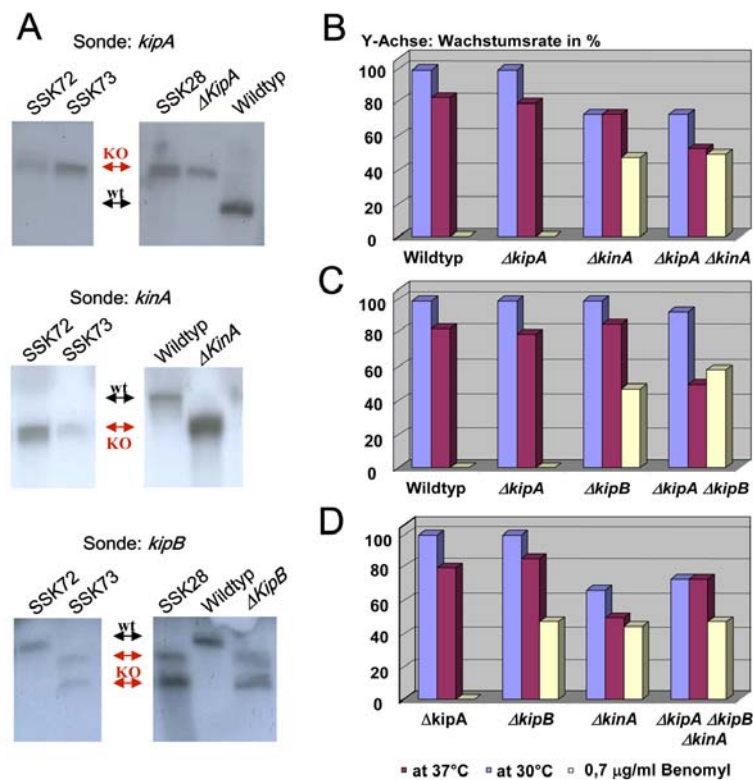 A
Sonde: kipA
SSK72 SSK73 SSK28 ΔKipA Wildtyp
KO
wt
Sonde: kinA
SSK72 SSK73 Wildtyp ΔKinA
wt
KO
Sonde: kipB
SSK72 SSK73 SSK28 Wildtyp ΔKipB
wt
KO
B
Y-Achse: Wachstumsrate in %
100
80
60
40
20
0
Wildtyp ΔkipA ΔkinA ΔkipA ΔkinA
C
100
80
60
40
20
0
Wildtyp ΔkipA ΔkipB ΔkipA ΔkipB
D
100
80
60
40
20
0
ΔkipA ΔkipB ΔkinA ΔkipA ΔkipB
ΔkinA
at 37°C at 30°C 0,7 µg/ml Benomyl